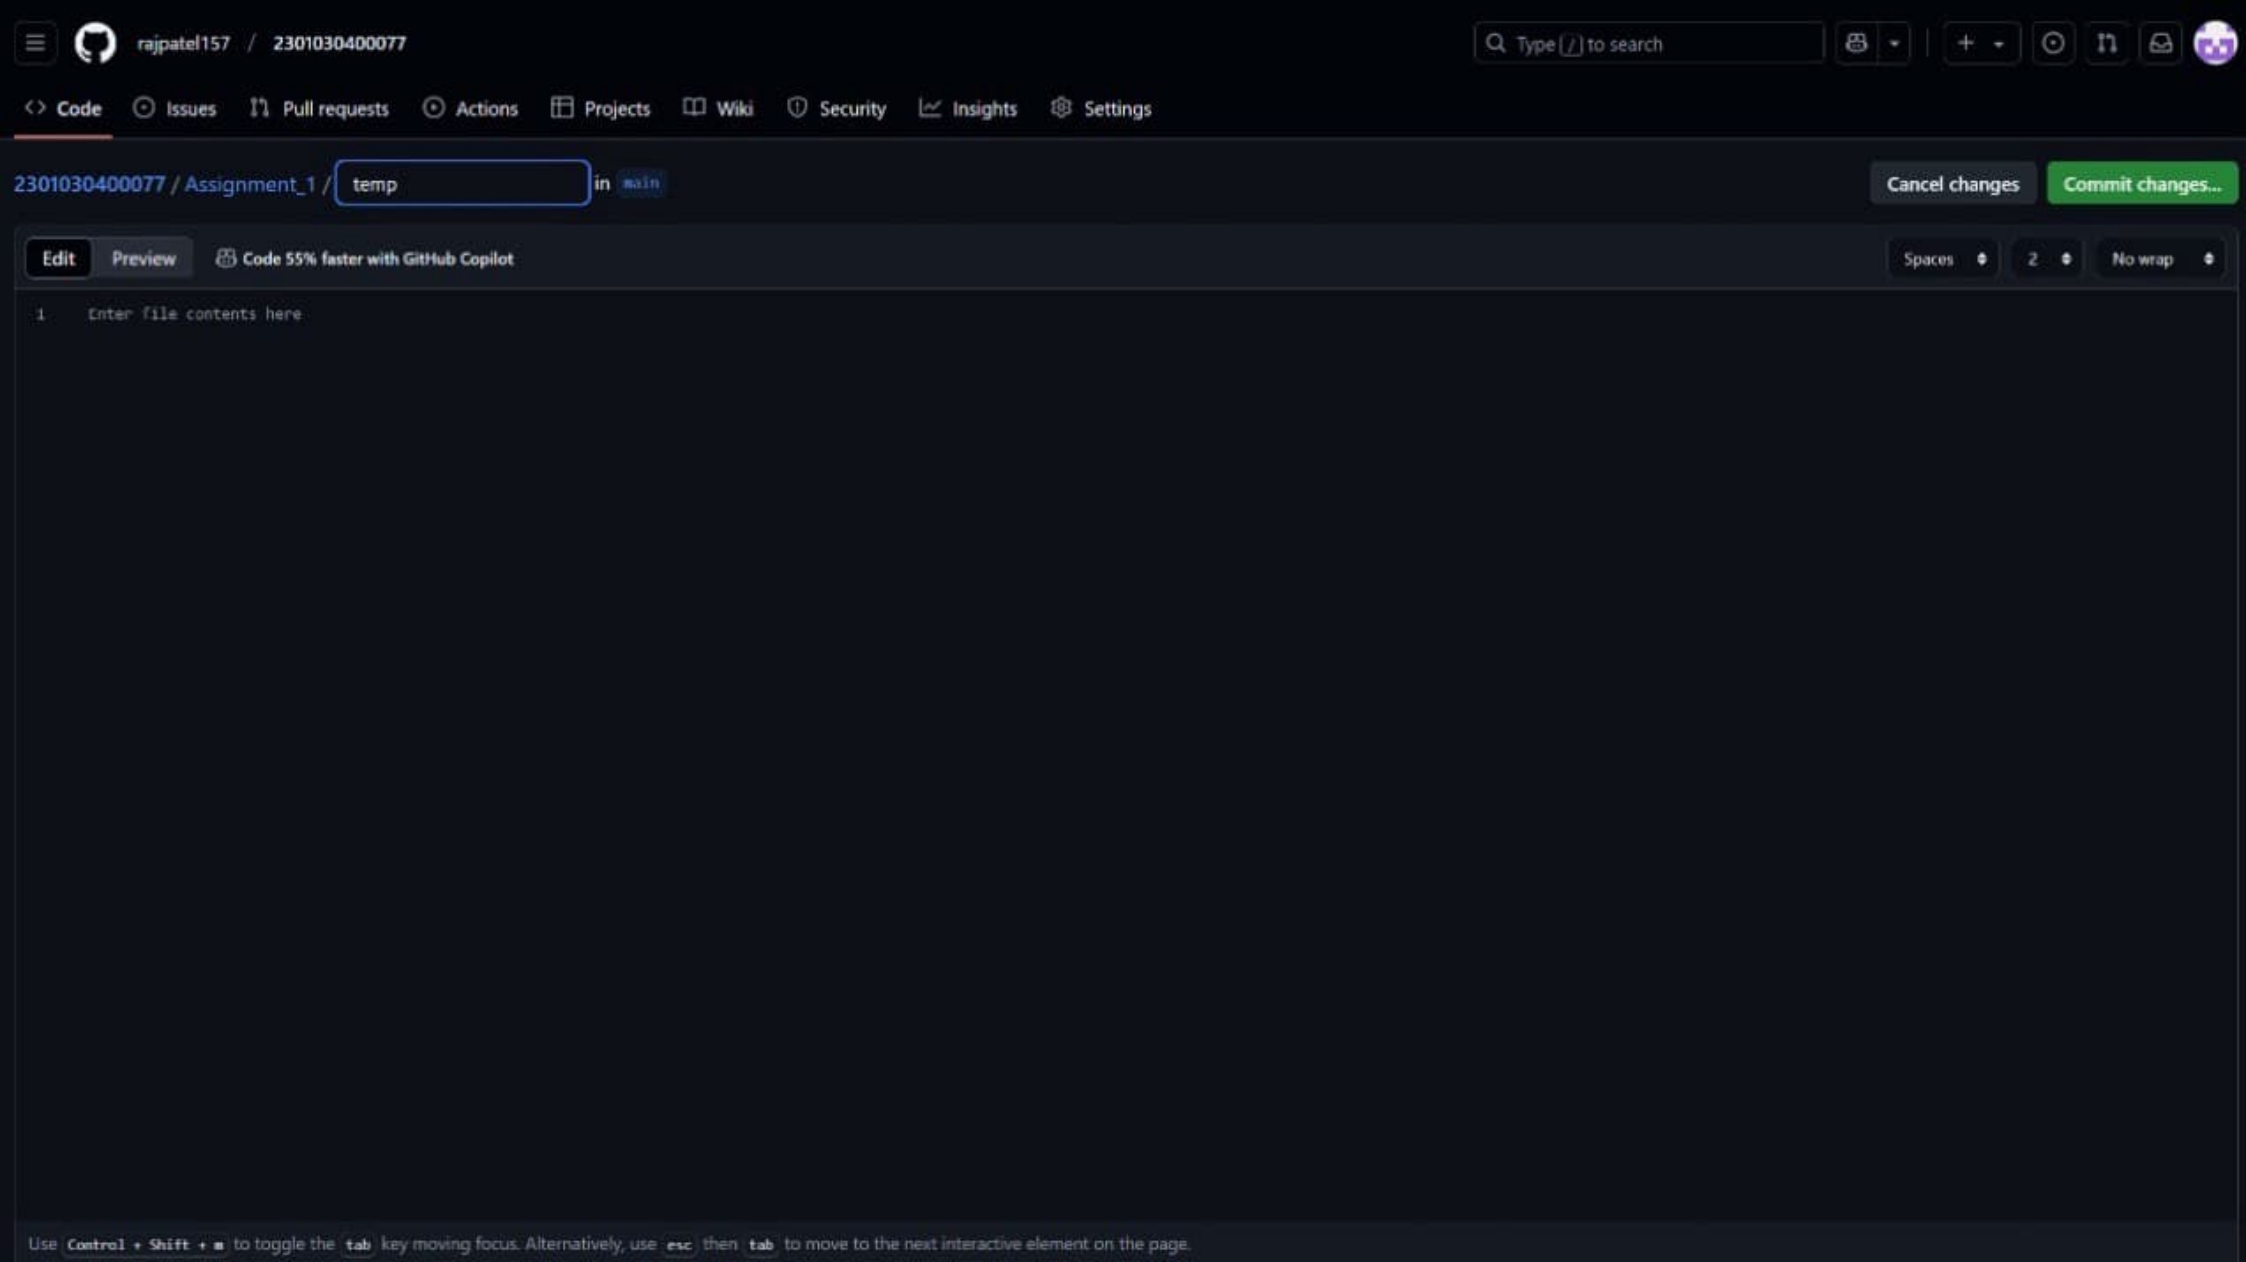 rajpatel157 / 2301030400077
Type / to search
Code Issues Pull requests Actions Projects Wiki Security Insights Settings
2301030400077 / Assignment_1 / temp in main
Cancel changes Commit changes...
Edit Preview Code 55% faster with GitHub Copilot
Spaces 2 No wrap
1 Enter file contents here
Use Control + Shift + m to toggle the tab key moving focus. Alternatively, use esc then tab to move to the next interactive element on the page.